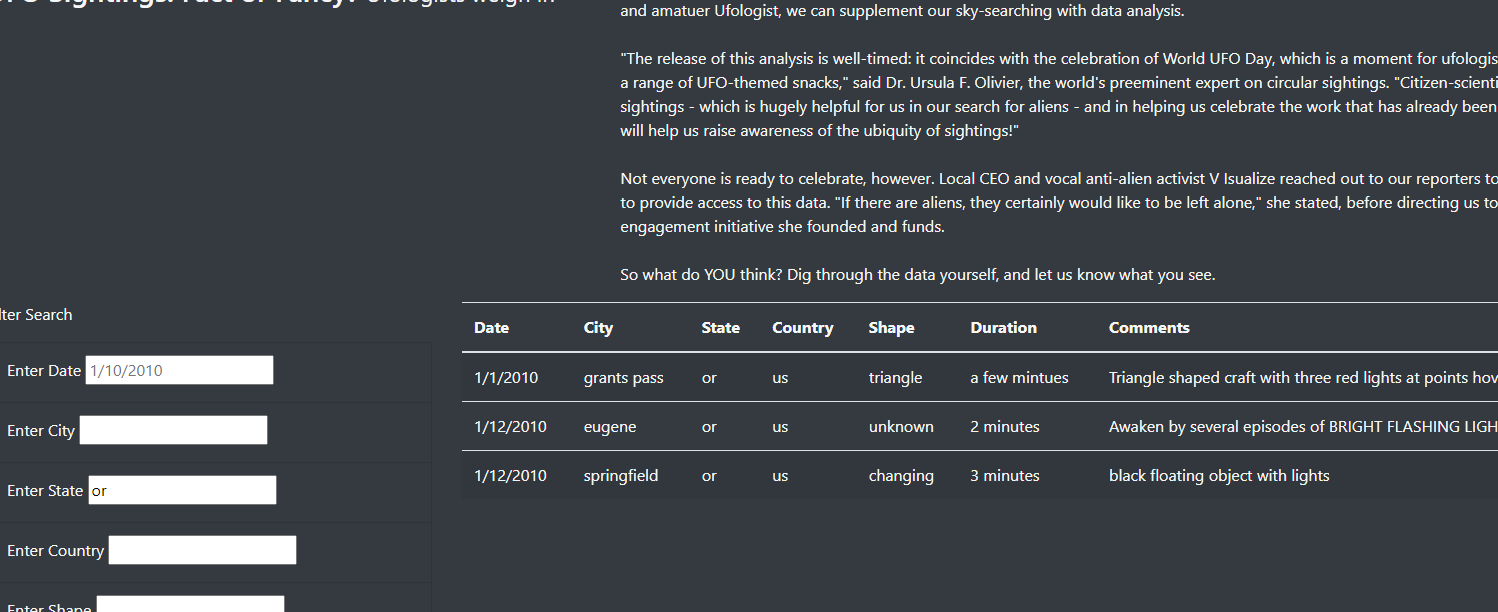 Sightings: Fact or Fancy? Ufologists weigh in
and amatuer Ufologist, we can supplement our sky-searching with data analysis.
"The release of this analysis is well-timed: it coincides with the celebration of World UFO Day, which is a moment for ufologis
a range of UFO-themed snacks," said Dr. Ursula F. Olivier, the world's preeminent expert on circular sightings. "Citizen-scienti
sightings - which is hugely helpful for us in our search for aliens - and in helping us celebrate the work that has already been
will help us raise awareness of the ubiquity of sightings!"
Not everyone is ready to celebrate, however. Local CEO and vocal anti-alien activist V Isualize reached out to our reporters to
to provide access to this data. "If there are aliens, they certainly would like to be left alone," she stated, before directing us to
engagement initiative she founded and funds.
So what do YOU think? Dig through the data yourself, and let us know what you see.
lter Search
Enter Date 1/10/2010
Enter City
Enter State or
Enter Country
Enter Shape
Date City State Country Shape Duration Comments
1/1/2010 grants pass or us triangle a few mintues Triangle shaped craft with three red lights at points hov
1/12/2010 eugene or us unknown 2 minutes Awaken by several episodes of BRIGHT FLASHING LIGH
1/12/2010 springfield or us changing 3 minutes black floating object with lights